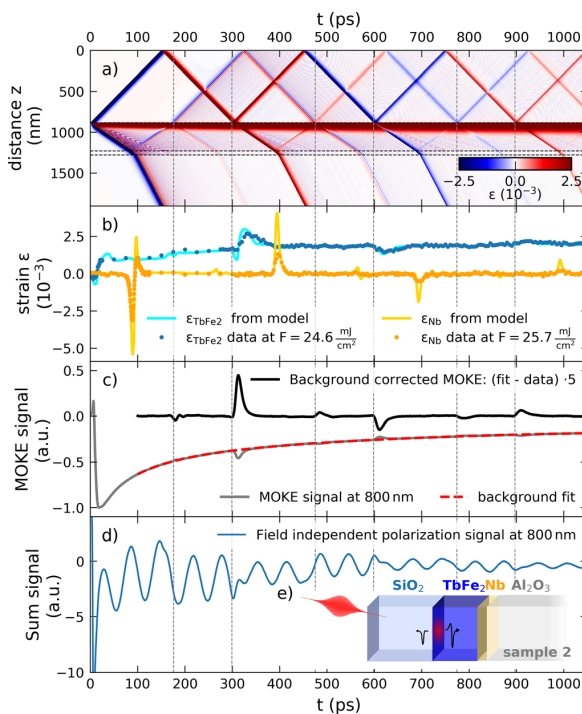 t (ps)
0 100 200 300 400 500 600 700 800 900 1000
a)
distance z
(nm)
0
500
1000
1500
−2.5 0.0 2.5
ε (10⁻³)
b)
strain ε
(10⁻³)
2.5
0.0
−2.5
−5.0
ε_TbFe2 from model
ε_Nb from model
ε_TbFe2 data at F = 24.6 mJ/cm²
ε_Nb data at F = 25.7 mJ/cm²
c)
MOKE signal
(a.u.)
0.5
0.0
−0.5
−1.0
Background corrected MOKE: (fit - data) ·5
MOKE signal at 800 nm
background fit
d)
Sum signal
(a.u.)
0
−5
−10
Field independent polarization signal at 800 nm
e)
SiO₂ TbFe₂ Nb Al₂O₃
sample 2
0 100 200 300 400 500 600 700 800 900 1000
t (ps)